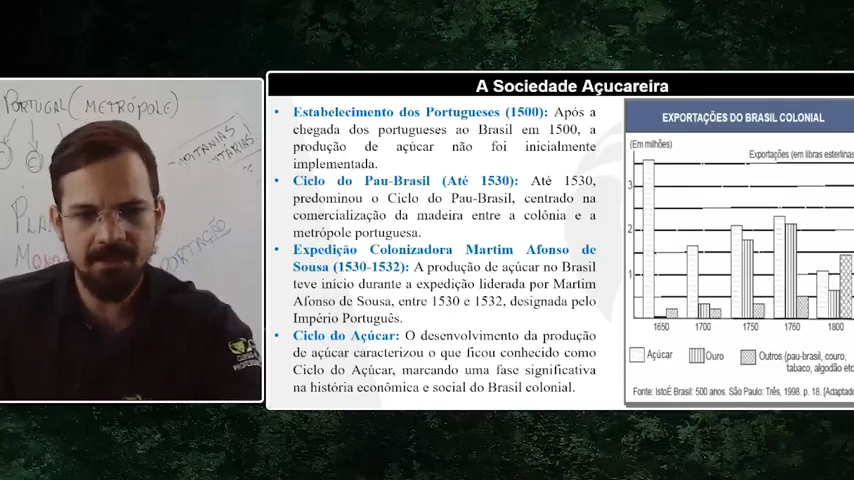 PORTUGAL (METRÓPOLE)
A Sociedade Açucareira
• Estabelecimento dos Portugueses (1500): Após a
chegada dos portugueses ao Brasil em 1500, a
produção de açúcar não foi inicialmente
implementada.
• Ciclo do Pau-Brasil (Até 1530): Até 1530,
predominou o Ciclo do Pau-Brasil, centrado na
comercialização da madeira entre a colônia e a
metrópole portuguesa.
• Expedição Colonizadora Martim Afonso de
Sousa (1530-1532): A produção de açúcar no Brasil
teve início durante a expedição liderada por Martim
Afonso de Sousa, entre 1530 e 1532, designada pelo
Império Português.
• Ciclo do Açúcar: O desenvolvimento da produção
de açúcar caracterizou o que ficou conhecido como
Ciclo do Açúcar, marcando uma fase significativa
na história econômica e social do Brasil colonial.
EXPORTAÇÕES DO BRASIL COLONIAL
(Em milhões)
Exportações (em libras esterlinas
3
2
1
1650 1700 1750 1760 1800
Açúcar Ouro Outros (pau-brasil, couro,
tabaco, algodão etc
Fonte: IstoÉ Brasil: 500 anos. São Paulo: Três, 1998. p. 18. [Adaptado